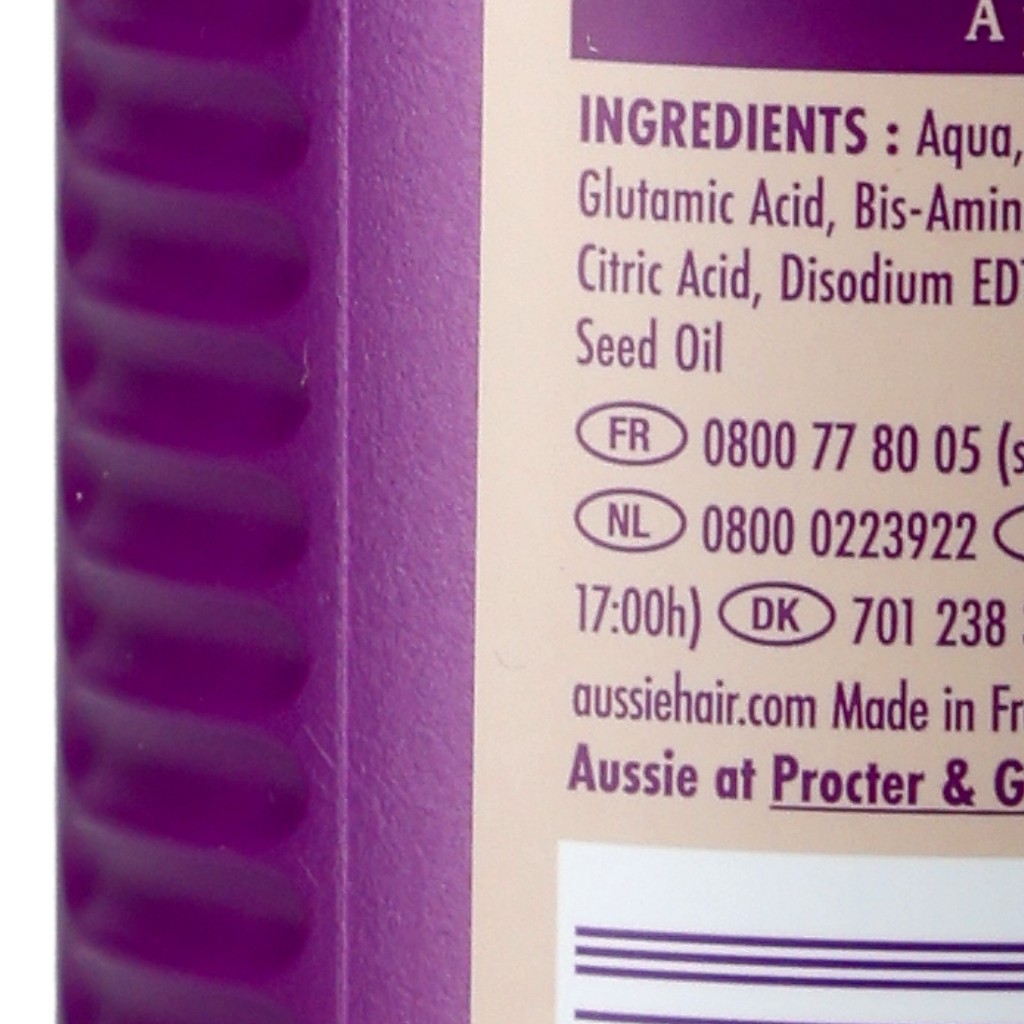 A
INGREDIENTS : Aqua,
Glutamic Acid, Bis-Amin
Citric Acid, Disodium EDT
Seed Oil
FR 0800 77 80 05 (s
NL 0800 0223922
17:00h) DK 701 238
aussiehair.com Made in Fr
Aussie at Procter & G